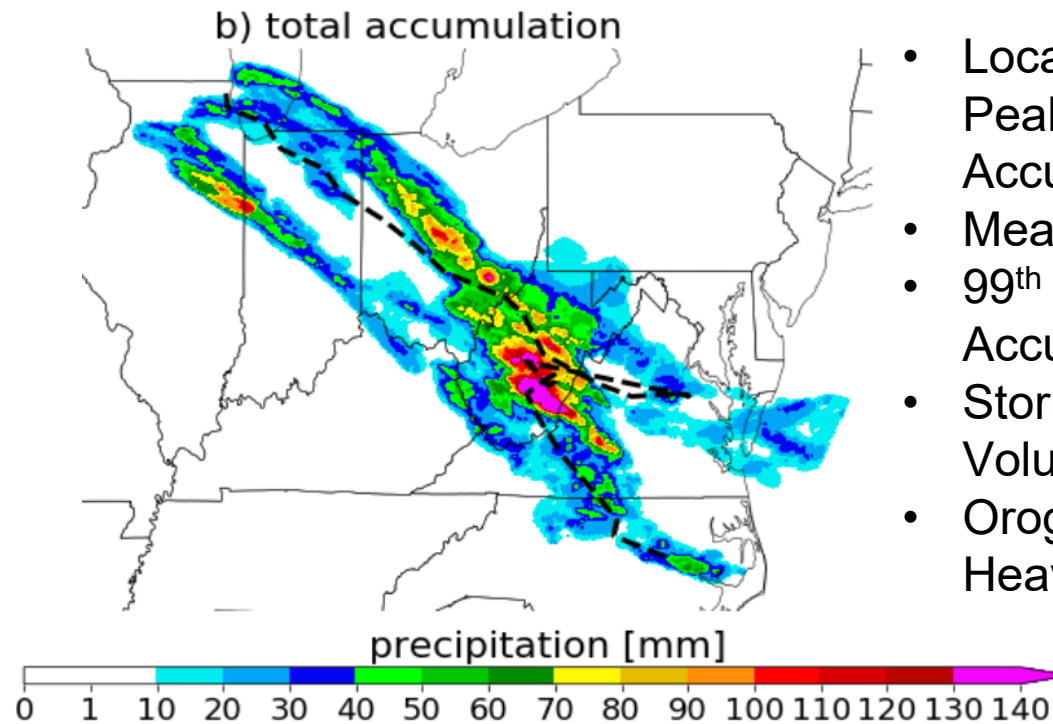 b) total accumulation
• Loca
Peal
Accu
• Mea
• 99th
Accu
• Stor
Volu
• Orog
Heav
precipitation [mm]
0 1 10 20 30 40 50 60 70 80 90 100 110 120 130 140